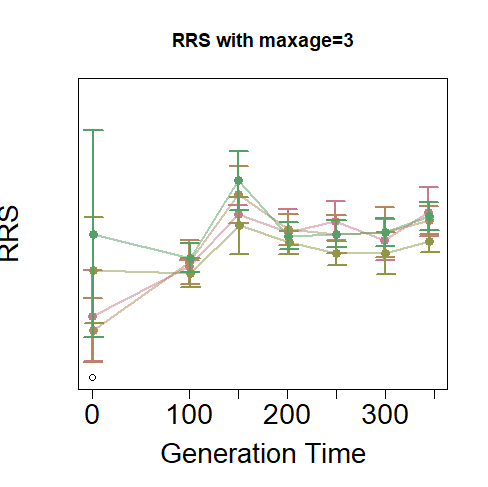 RRS with maxage=3
RRS
0 100 200 300
Generation Time